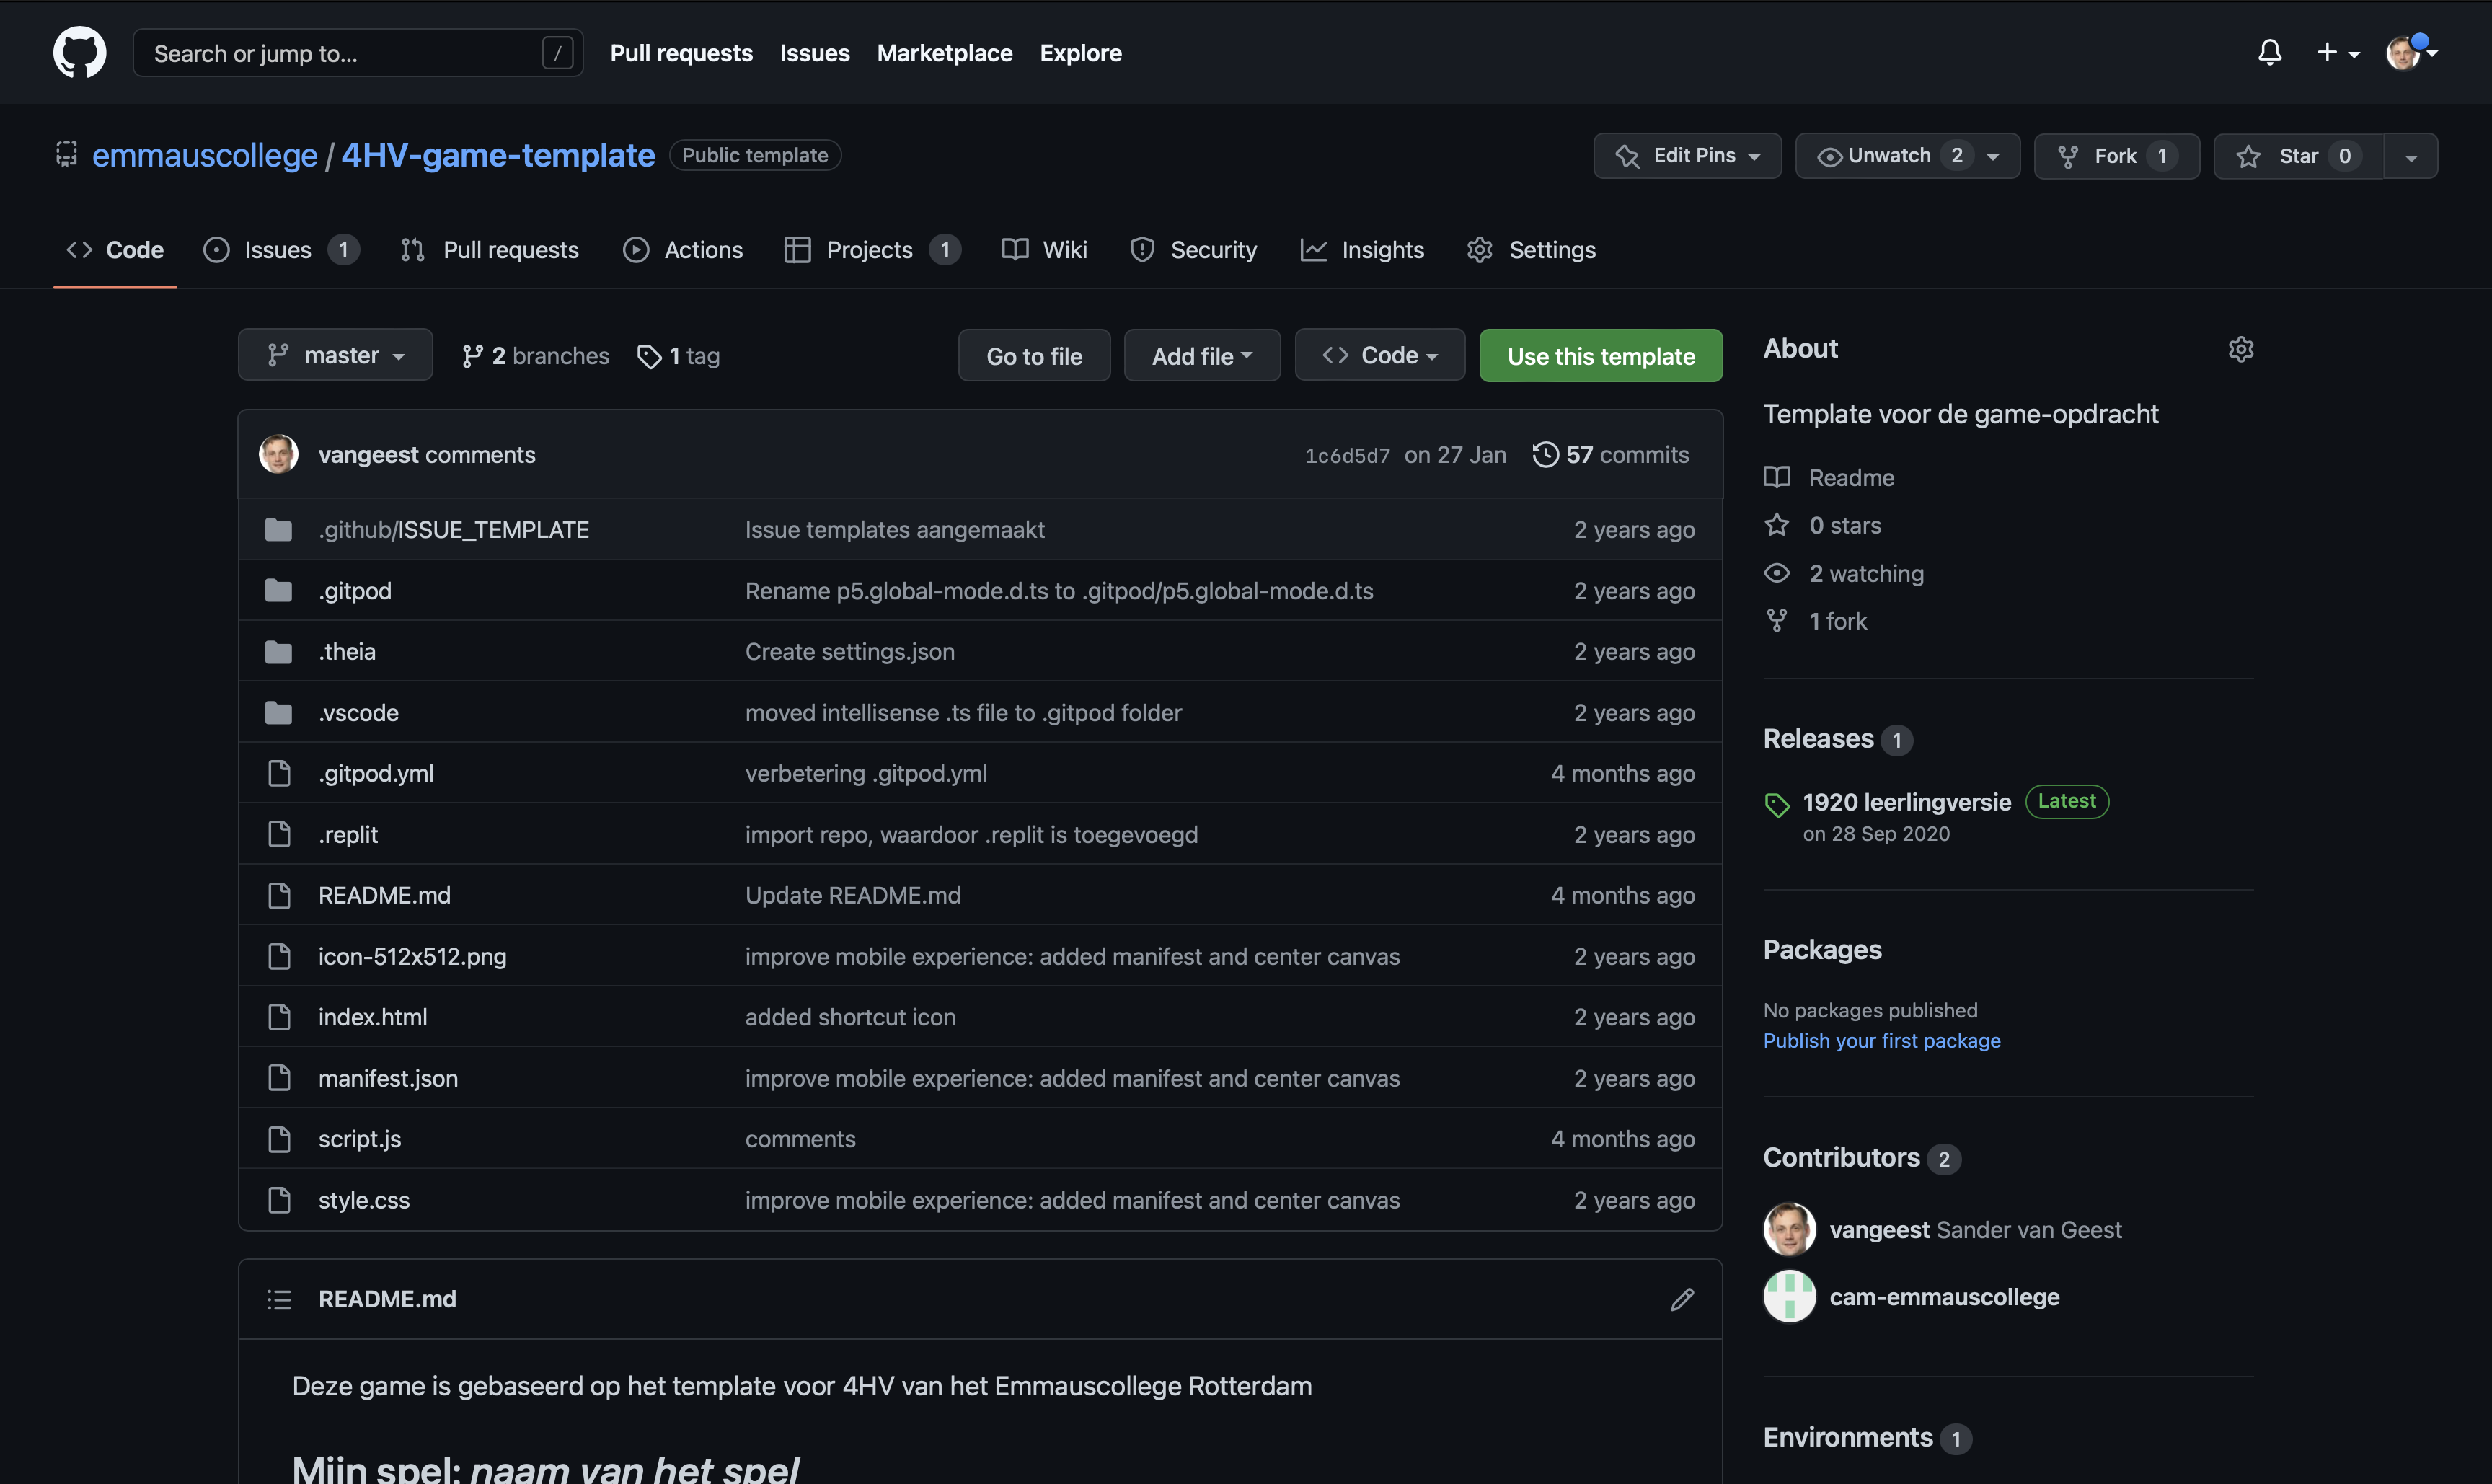 Search or jump to... /
Pull requests Issues Marketplace Explore
emmauscollege / 4HV-game-template Public template
Edit Pins Unwatch 2 Fork 1 Star 0
Code Issues 1 Pull requests Actions Projects 1 Wiki Security Insights Settings
master 2 branches 1 tag Go to file Add file Code Use this template
vangeest comments 1c6d5d7 on 27 Jan 57 commits
.github/ISSUE_TEMPLATE Issue templates aangemaakt 2 years ago
.gitpod Rename p5.global-mode.d.ts to .gitpod/p5.global-mode.d.ts 2 years ago
.theia Create settings.json 2 years ago
.vscode moved intellisense .ts file to .gitpod folder 2 years ago
.gitpod.yml verbetering .gitpod.yml 4 months ago
.replit import repo, waardoor .replit is toegevoegd 2 years ago
README.md Update README.md 4 months ago
icon-512x512.png improve mobile experience: added manifest and center canvas 2 years ago
index.html added shortcut icon 2 years ago
manifest.json improve mobile experience: added manifest and center canvas 2 years ago
script.js comments 4 months ago
style.css improve mobile experience: added manifest and center canvas 2 years ago
README.md
Deze game is gebaseerd op het template voor 4HV van het Emmauscollege Rotterdam
Mijn spel: naam van het spel
About
Template voor de game-opdracht
Readme
0 stars
2 watching
1 fork
Releases 1
1920 leerlingversie Latest
on 28 Sep 2020
Packages
No packages published
Publish your first package
Contributors 2
vangeest Sander van Geest
cam-emmauscollege
Environments 1